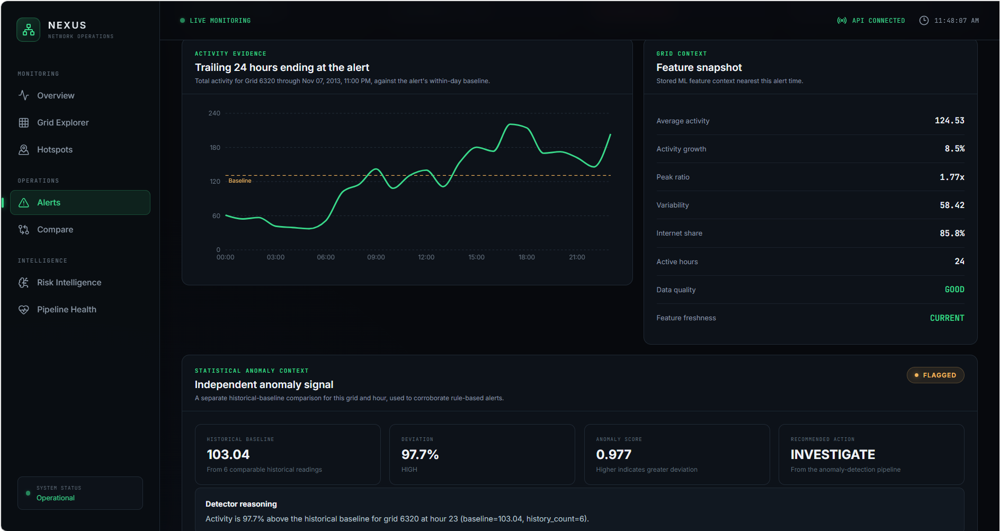 NEXUS
NETWORK OPERATIONS
MONITORING
Overview
Grid Explorer
Hotspots
OPERATIONS
Alerts
Compare
INTELLIGENCE
Risk Intelligence
Pipeline Health
SYSTEM STATUS
Operational
LIVE MONITORING
API CONNECTED
11:48:07 AM
ACTIVITY EVIDENCE
Trailing 24 hours ending at the alert
Total activity for Grid 6320 through Nov 07, 2013, 11:00 PM, against the alert's within-day baseline.
240
180
120
60
0
Baseline
00:00 03:00 06:00 09:00 12:00 15:00 18:00 21:00
GRID CONTEXT
Feature snapshot
Stored ML feature context nearest this alert time.
Average activity 124.53
Activity growth 8.5%
Peak ratio 1.77x
Variability 58.42
Internet share 85.8%
Active hours 24
Data quality GOOD
Feature freshness CURRENT
STATISTICAL ANOMALY CONTEXT
Independent anomaly signal
A separate historical-baseline comparison for this grid and hour, used to corroborate rule-based alerts.
FLAGGED
HISTORICAL BASELINE
103.04
From 6 comparable historical readings
DEVIATION
97.7%
HIGH
ANOMALY SCORE
0.977
Higher indicates greater deviation
RECOMMENDED ACTION
INVESTIGATE
From the anomaly-detection pipeline
Detector reasoning
Activity is 97.7% above the historical baseline for grid 6320 at hour 23 (baseline=103.04, history_count=6).